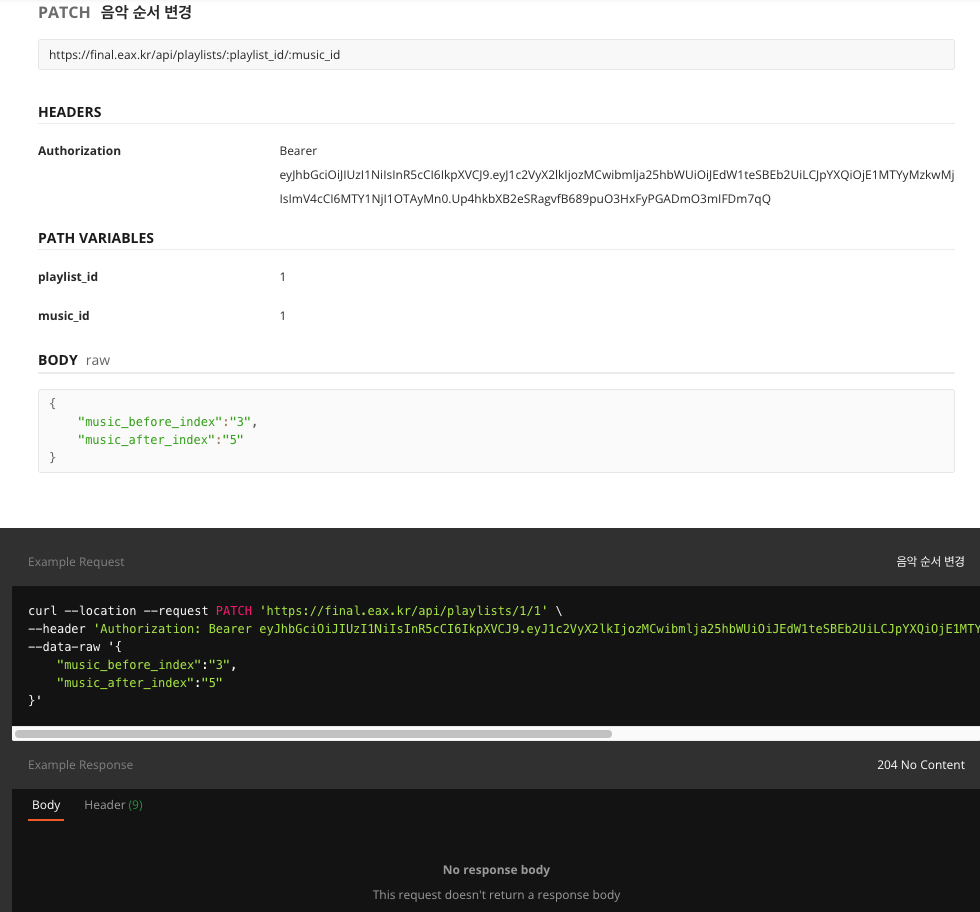 PATCH 음악 순서 변경
https://final.eax.kr/api/playlists/:playlist_id/:music_id
HEADERS
Authorization
Bearer
eyJhbGciOiJIUzI1NiIsInR5cCI6IkpXVCJ9.eyJ1c2VyX2lkIjozMCwibmlja25hbWUiOiJEdW1teSBEb2UiLCJpYXQiOjE1MTYyMzkwMj
IsImV4cCI6MTY1NjI1OTAyMn0.Up4hkbXB2eSRagvfB689puO3HxFyPGADmO3mIFDm7qQ
PATH VARIABLES
playlist_id
1
music_id
1
BODY raw
{
"music_before_index":"3",
"music_after_index":"5"
}
Example Request
음악 순서 변경
curl --location --request PATCH 'https://final.eax.kr/api/playlists/1/1' \
--header 'Authorization: Bearer eyJhbGciOiJIUzI1NiIsInR5cCI6IkpXVCJ9.eyJ1c2VyX2lkIjozMCwibmlja25hbWUiOiJEdW1teSBEb2UiLCJpYXQiOjE1MTY
--data-raw '{
"music_before_index":"3",
"music_after_index":"5"
}'
Example Response
204 No Content
Body
Header (9)
No response body
This request doesn't return a response body